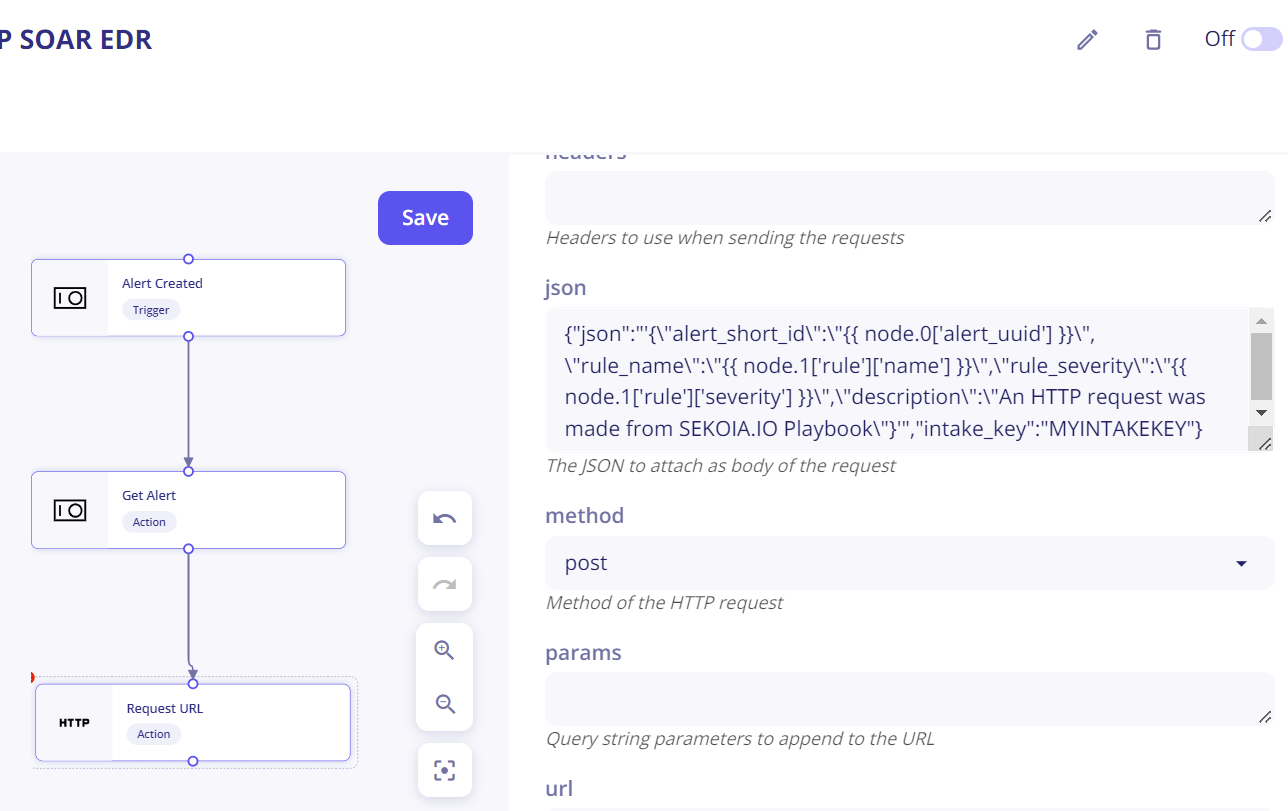 P SOAR EDR
Off
Save
Alert Created
Trigger
Get Alert
Action
HTTP
Request URL
Action
headers
Headers to use when sending the requests
json
{"json":"'{\"alert_short_id\":\"{{ node.0['alert_uuid'] }}\",
\"rule_name\":\"{{ node.1['rule']['name'] }}\",\"rule_severity\":\"{{
node.1['rule']['severity'] }}\",\"description\":\"An HTTP request was
made from SEKOIA.IO Playbook\"}'","intake_key":"MYINTAKEKEY"}
The JSON to attach as body of the request
method
post
Method of the HTTP request
params
Query string parameters to append to the URL
url